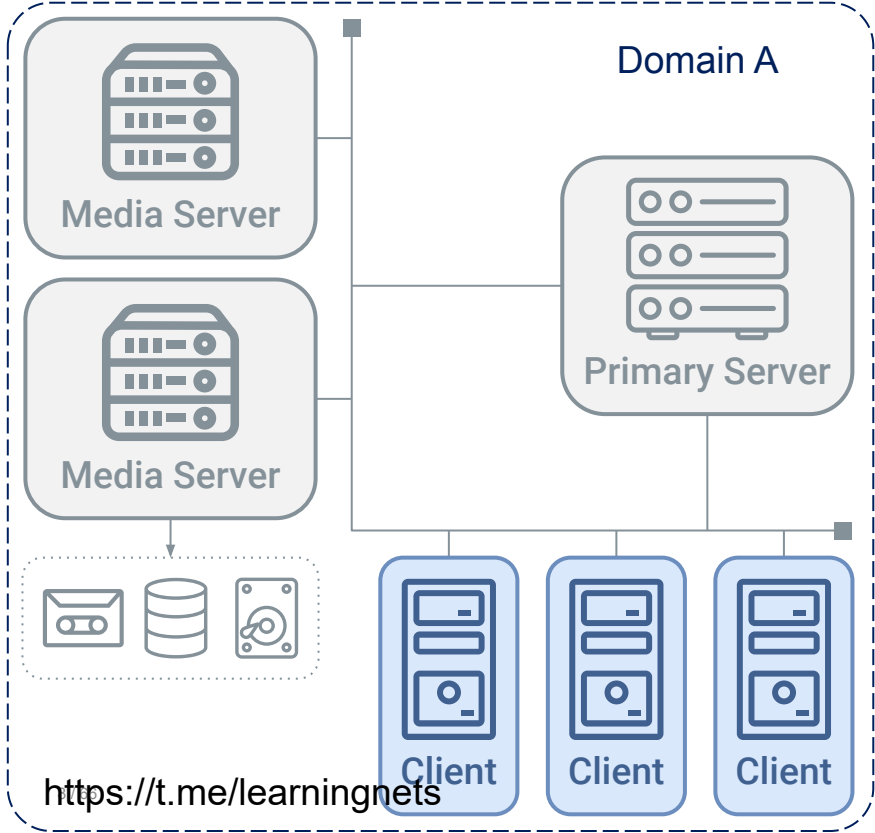 Domain A
Media Server
Primary Server
Media Server
Client
Client
Client
https://t.me/learningnets